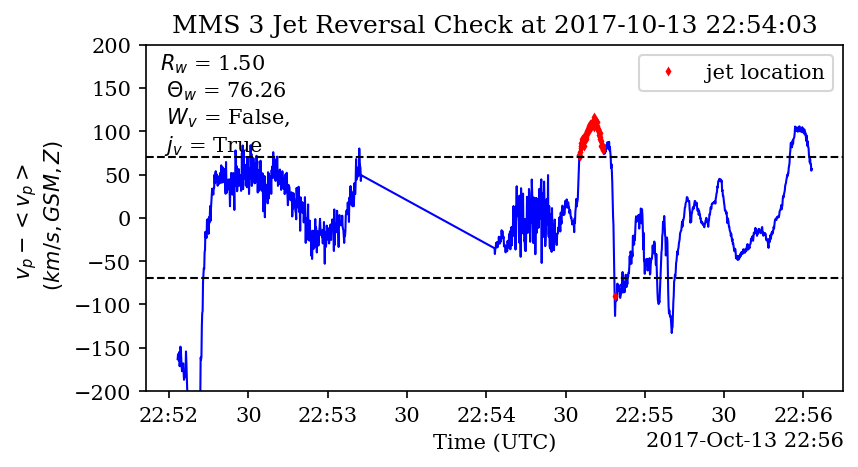 MMS 3 Jet Reversal Check at 2017-10-13 22:54:03
R_w = 1.50
Θ_w = 76.26
W_v = False,
j_v = True
jet location
200
150
100
50
0
−50
−100
−150
−200
v_p − < v_p >
(km/s, GSM, Z)
22:52 30 22:53 30 22:54 30 22:55 30 22:56
Time (UTC)
2017-Oct-13 22:56